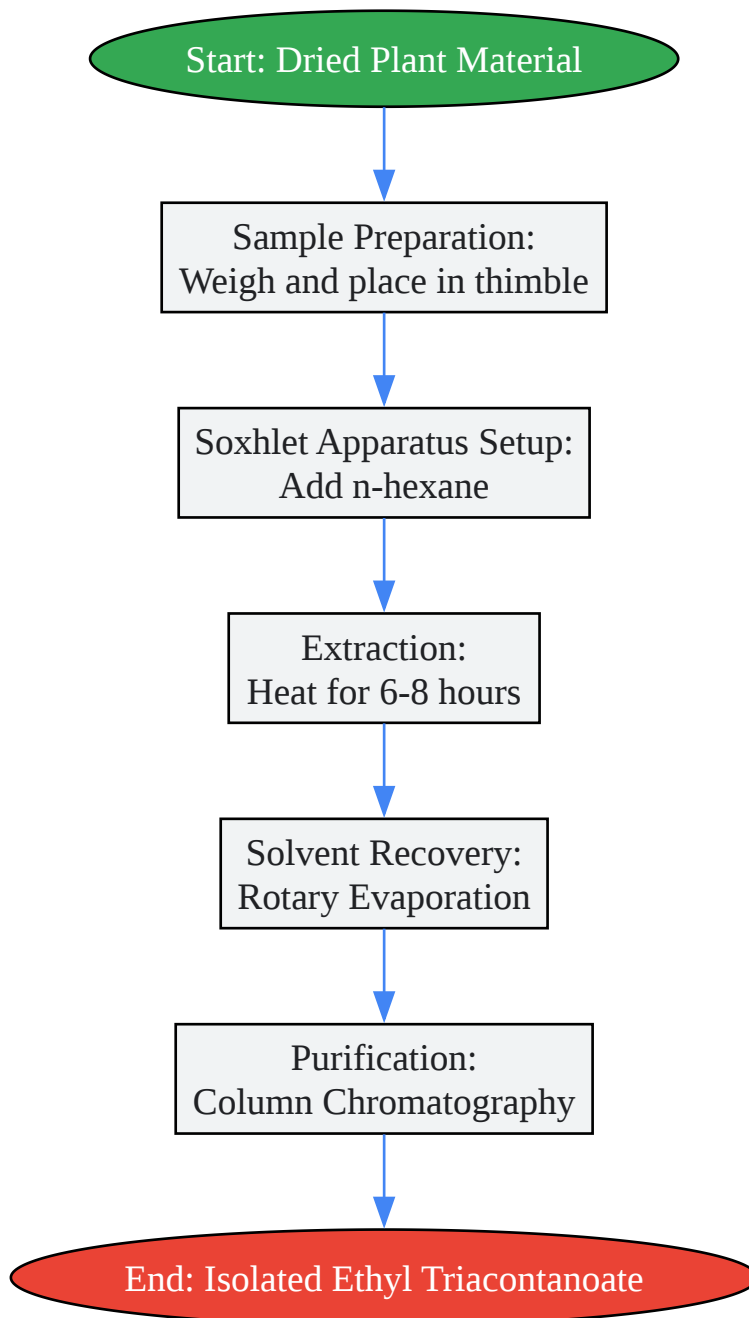 Start: Dried Plant Material
Sample Preparation:
Weigh and place in thimble
Soxhlet Apparatus Setup:
Add n-hexane
Extraction:
Heat for 6-8 hours
Solvent Recovery:
Rotary Evaporation
Purification:
Column Chromatography
End: Isolated Ethyl Triacontanoate